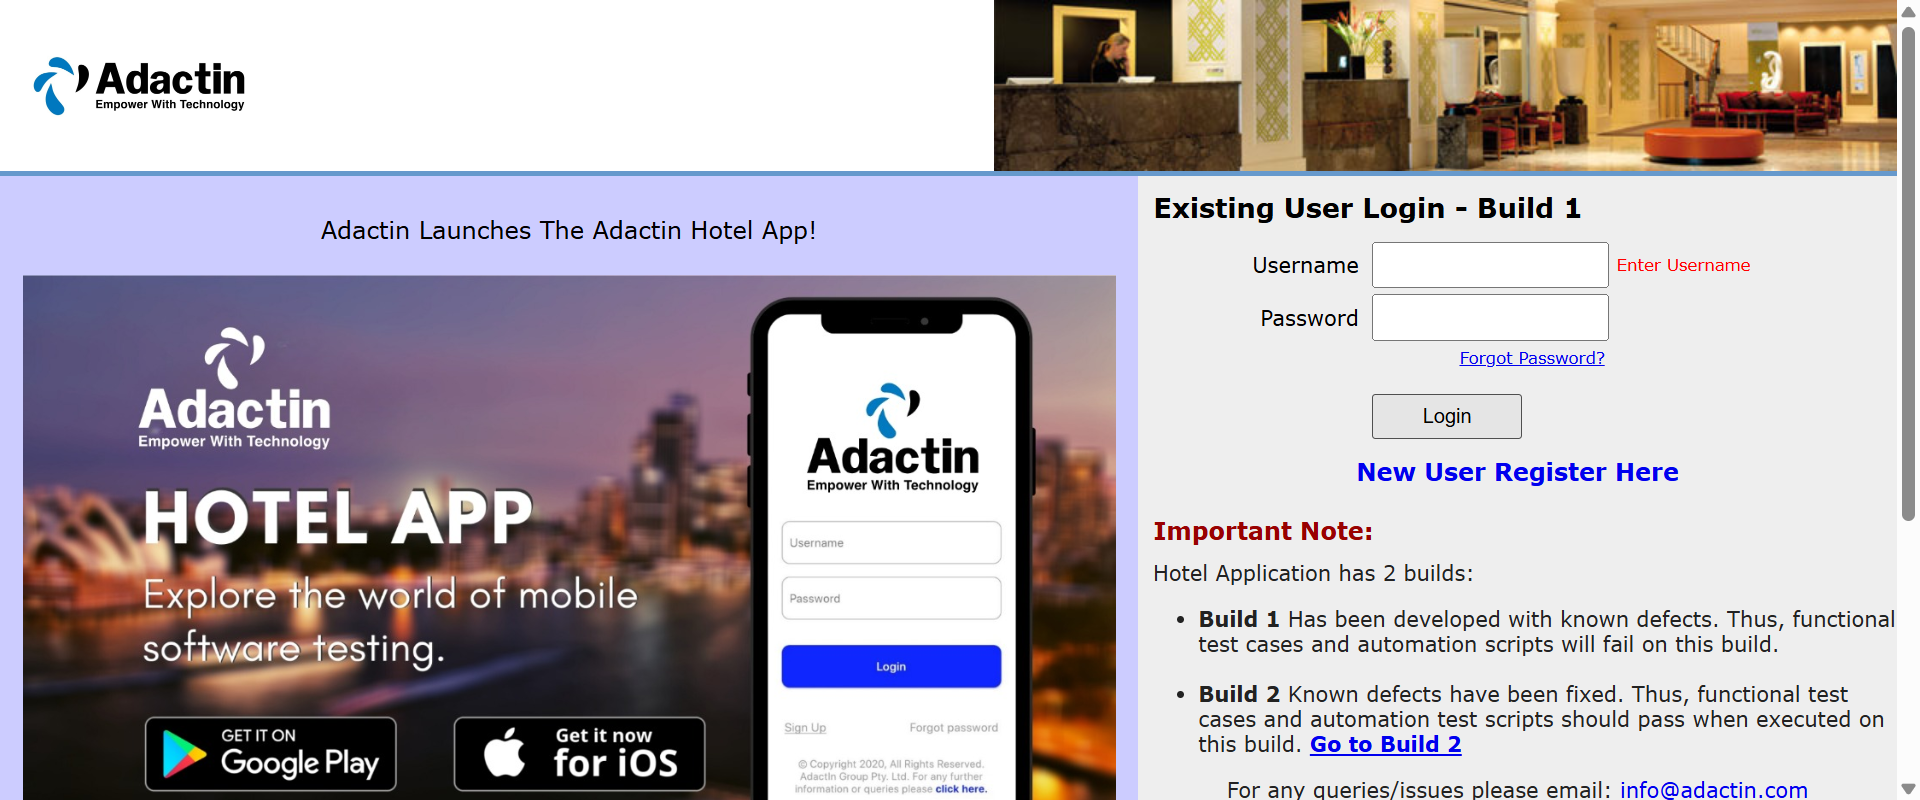 Adactin
Empower With Technology
Adactin Launches The Adactin Hotel App!
Adactin
Empower With Technology
HOTEL APP
Explore the world of mobile
software testing.
GET IT ON
Google Play
Get it now
for iOS
Adactin
Empower With Technology
Username
Password
Login
Sign Up
Forgot password
© Copyright 2020, All Rights Reserved.
AdactIn Group Pty. Ltd. For any further
information or queries please click here.
Existing User Login - Build 1
Username
Enter Username
Password
Forgot Password?
Login
New User Register Here
Important Note:
Hotel Application has 2 builds:
• Build 1 Has been developed with known defects. Thus, functional
test cases and automation scripts will fail on this build.
• Build 2 Known defects have been fixed. Thus, functional test
cases and automation test scripts should pass when executed on
this build. Go to Build 2
For any queries/issues please email: info@adactin.com